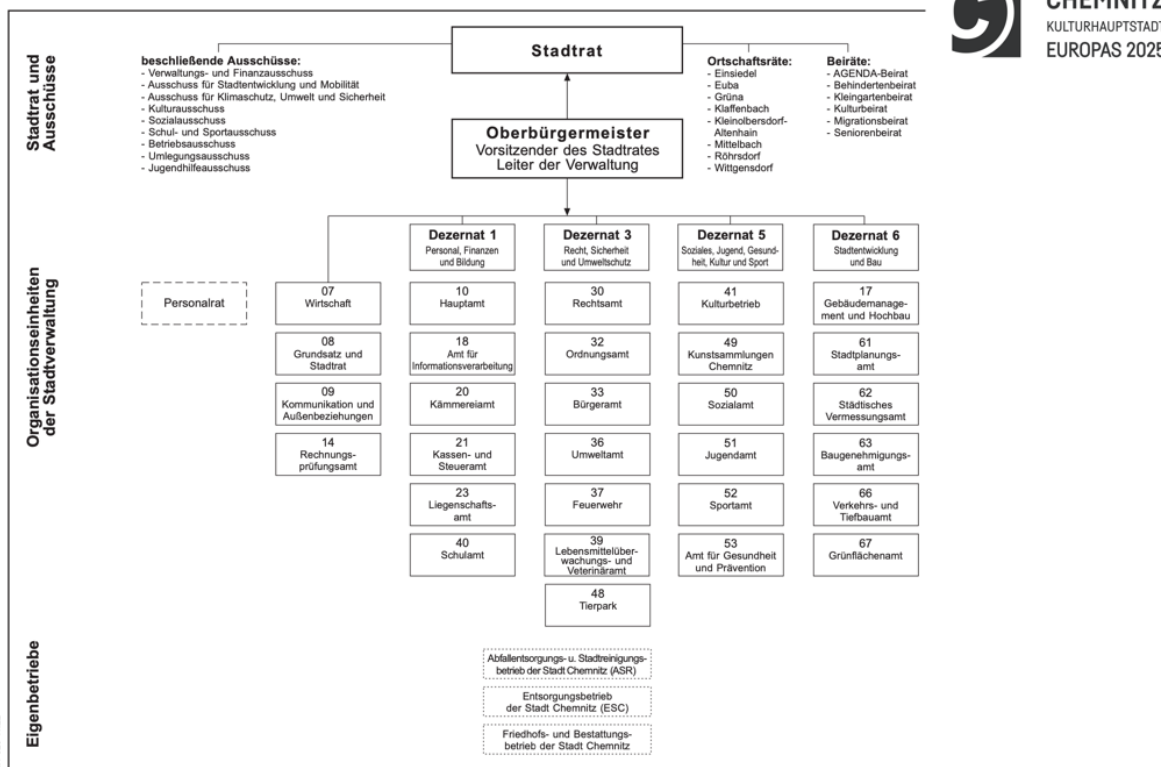 CHEMNITZ
KULTURHAUPTSTADT
EUROPAS 2025
Stadtrat und
Ausschüsse
beschließende Ausschüsse:
- Verwaltungs- und Finanzausschuss
- Ausschuss für Stadtentwicklung und Mobilität
- Ausschuss für Klimaschutz, Umwelt und Sicherheit
- Kulturausschuss
- Sozialausschuss
- Schul- und Sportausschuss
- Betriebsausschuss
- Umlegungsausschuss
- Jugendhilfeausschuss
Stadtrat
Oberbürgermeister
Vorsitzender des Stadtrates
Leiter der Verwaltung
Ortschaftsräte:
- Einsiedel
- Euba
- Grüna
- Klaffenbach
- Kleinolbersdorf-
Altenhain
- Mittelbach
- Röhrsdorf
- Wittgensdorf
Beiräte:
- AGENDA-Beirat
- Behindertenbeirat
- Kleingartenbeirat
- Kulturbeirat
- Migrationsbeirat
- Seniorenbeirat
Organisationseinheiten
der Stadtverwaltung
Personalrat
07
Wirtschaft
08
Grundsatz und
Stadtrat
09
Kommunikation und
Außenbeziehungen
14
Rechnungs-
prüfungsamt
Dezernat 1
Personal, Finanzen
und Bildung
10
Hauptamt
18
Amt für
Informationsverarbeitung
20
Kämmereiamt
21
Kassen- und
Steueramt
23
Liegenschafts-
amt
40
Schulamt
Dezernat 3
Recht, Sicherheit
und Umweltschutz
30
Rechtsamt
32
Ordnungsamt
33
Bürgeramt
36
Umweltamt
37
Feuerwehr
39
Lebensmittelüber-
wachungs- und
Veterinäramt
48
Tierpark
Dezernat 5
Soziales, Jugend, Gesund-
heit, Kultur und Sport
41
Kulturbetrieb
49
Kunstsammlungen
Chemnitz
50
Sozialamt
51
Jugendamt
52
Sportamt
53
Amt für Gesundheit
und Prävention
Dezernat 6
Stadtentwicklung
und Bau
17
Gebäudemanage-
ment und Hochbau
61
Stadtplanungs-
amt
62
Städtisches
Vermessungsamt
63
Baugenehmigungs-
amt
66
Verkehrs- und
Tiefbauamt
67
Grünflächenamt
Eigenbetriebe
Abfallentsorgungs- u. Stadtreinigungs-
betrieb der Stadt Chemnitz (ASR)
Entsorgungsbetrieb
der Stadt Chemnitz (ESC)
Friedhofs- und Bestattungs-
betrieb der Stadt Chemnitz